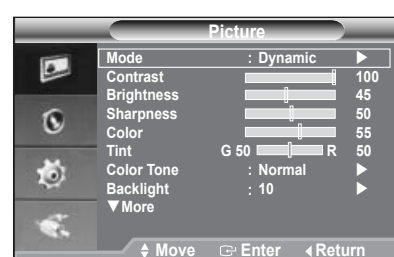 Picture
Mode : Dynamic ▶
Contrast 100
Brightness 45
Sharpness 50
Color 55
Tint G 50 R 50
Color Tone : Normal ▶
Backlight : 10 ▶
▼More
Move Enter Return